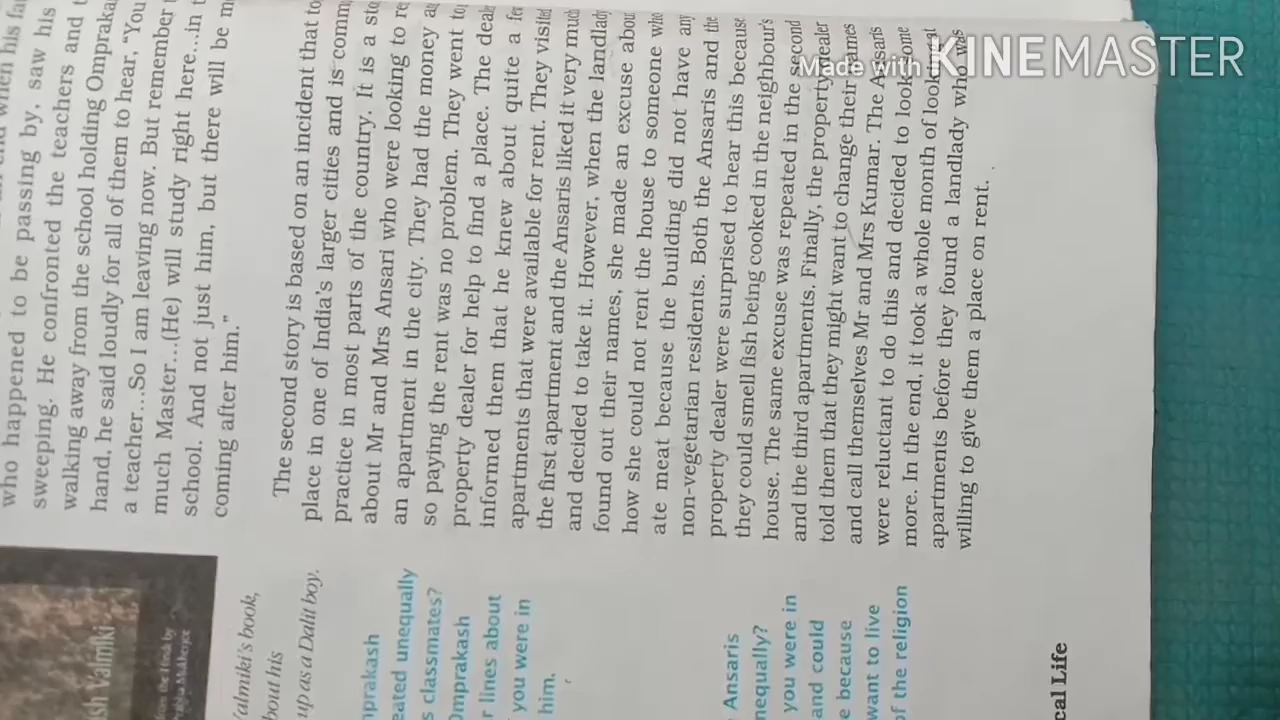 who happened to be passing by, saw his
sweeping. He confronted the teachers and
walking away from the school holding
hand, he said loudly for all of them to hear, “You
a teacher...So I am leaving now. But remember
much Master...(He) will study right here...in
school. And not just him, but there will be
coming after him.”
The second story is based on an incident that
place in one of India’s larger cities and is
practice in most parts of the country. It is a
about Mr and Mrs Ansari who were looking to
an apartment in the city. They had the money
so paying the rent was no problem. They went
property dealer for help to find a place. The
informed them that he knew about quite a
apartments that were available for rent. They visited
the first apartment and the Ansaris liked it very much
and decided to take it. However, when the landlady
found out their names, she made an excuse about
how she could not rent the house to someone who
ate meat because the building did not have any
non-vegetarian residents. Both the Ansaris and the
property dealer were surprised to hear this because
they could smell fish being cooked in the neighbour’s
house. The same excuse was repeated in the second
and the third apartments. Finally, the property dealer
told them that they might want to change their names
and call themselves Mr and Mrs Kumar. The Ansaris
were reluctant to do this and decided to look some
more. In the end, it took a whole month of looking at
apartments before they found a landlady who was
willing to give them a place on rent.
Valmiki
from the Hindi by
Mukherjee
book,
his
up as a Dalit boy.
unequally
classmates?
Omprakash
lines about
you were in
him.
Ansaris
you were in
and could
because
want to live
of the religion
Life
Made with KINEMASTER